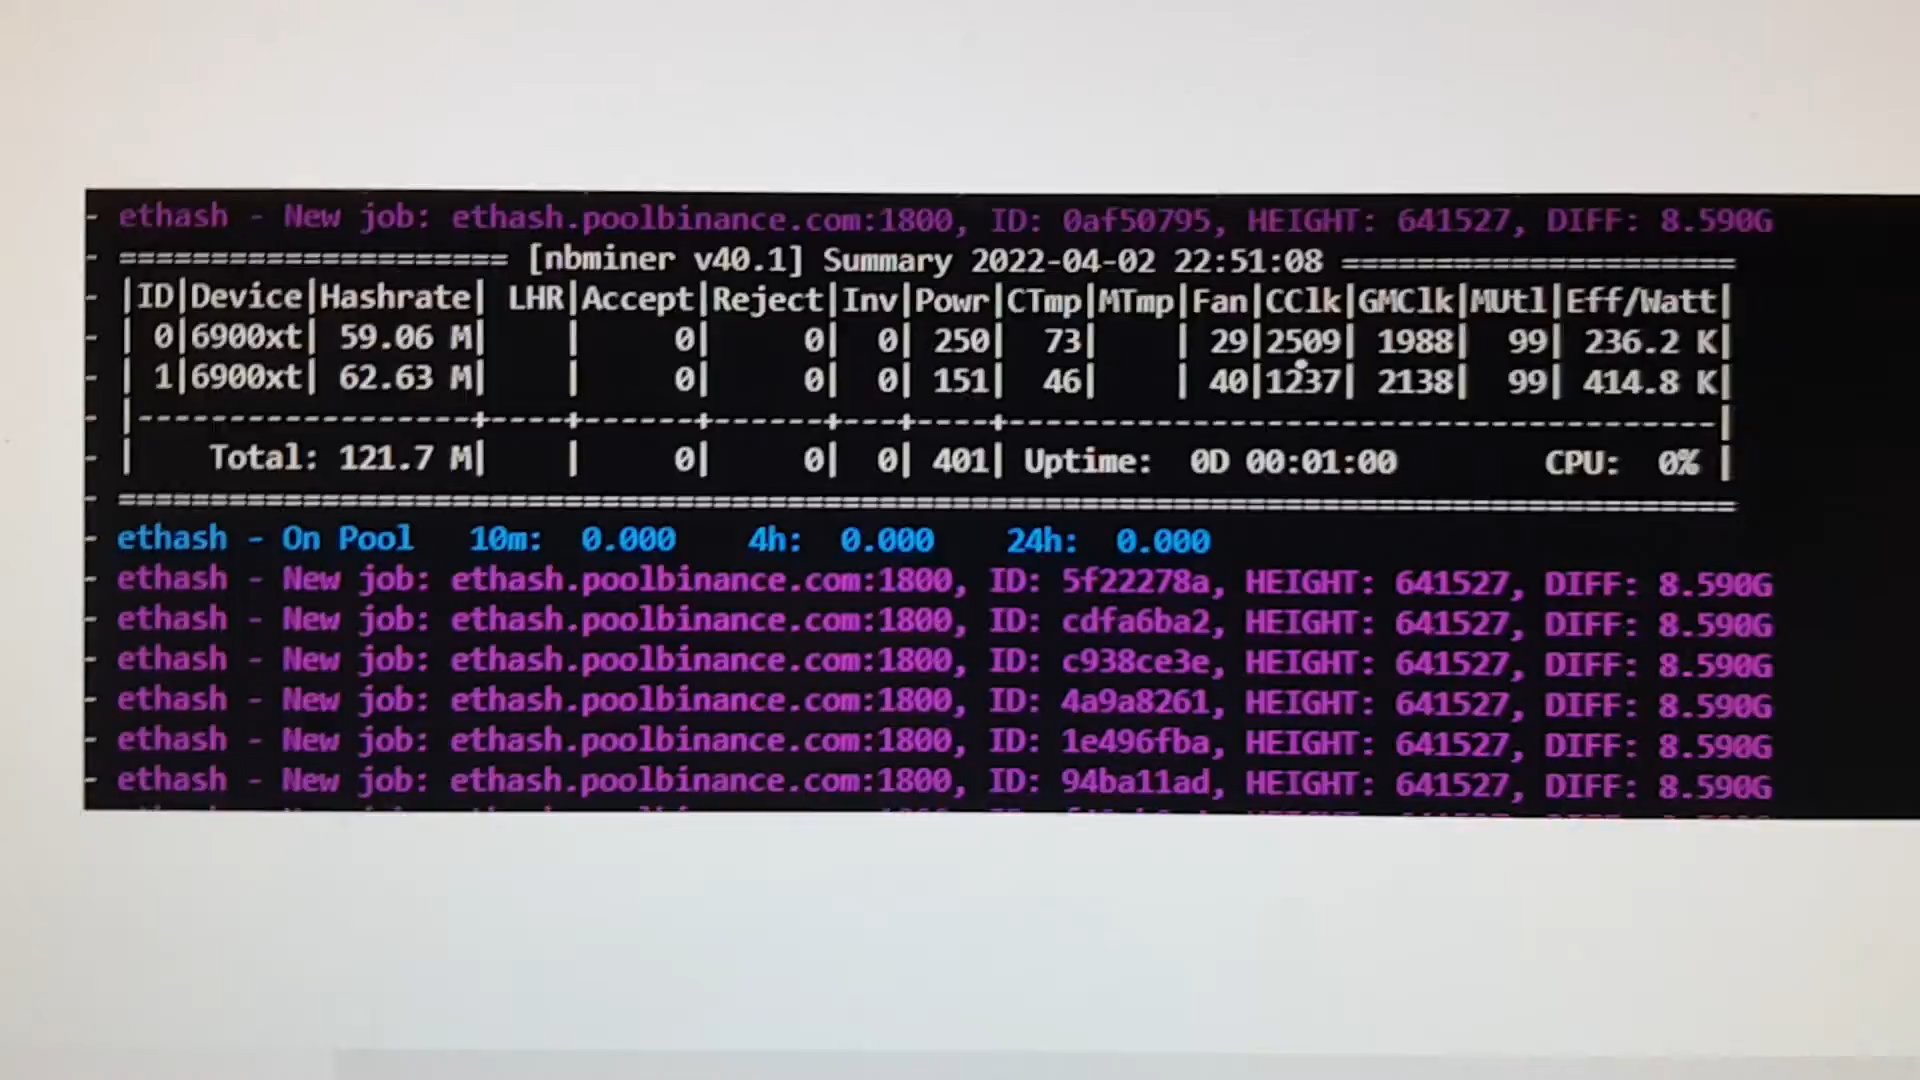 - ethash - New job: ethash.poolbinance.com:1800, ID: 0af50795, HEIGHT: 641527, DIFF: 8.590G
- ===================== [nbminer v40.1] Summary 2022-04-02 22:51:08 =====================
- |ID|Device|Hashrate| LHR|Accept|Reject|Inv|Powr|CTmp|MTmp|Fan|CClk|GMClk|MUtl|Eff/Watt|
- | 0|6900xt| 59.06 M| | 0| 0| 0| 250| 73| | 29|2509| 1988| 99| 236.2 K|
- | 1|6900xt| 62.63 M| | 0| 0| 0| 151| 46| | 40|1237| 2138| 99| 414.8 K|
- |------------------+----+------+------+---+----+---------------------------------------|
- | Total: 121.7 M| | 0| 0| 0| 401| Uptime: 0D 00:01:00 CPU: 0% |
- ========================================================================================
- ethash - On Pool 10m: 0.000 4h: 0.000 24h: 0.000
- ethash - New job: ethash.poolbinance.com:1800, ID: 5f22278a, HEIGHT: 641527, DIFF: 8.590G
- ethash - New job: ethash.poolbinance.com:1800, ID: cdfa6ba2, HEIGHT: 641527, DIFF: 8.590G
- ethash - New job: ethash.poolbinance.com:1800, ID: c938ce3e, HEIGHT: 641527, DIFF: 8.590G
- ethash - New job: ethash.poolbinance.com:1800, ID: 4a9a8261, HEIGHT: 641527, DIFF: 8.590G
- ethash - New job: ethash.poolbinance.com:1800, ID: 1e496fba, HEIGHT: 641527, DIFF: 8.590G
- ethash - New job: ethash.poolbinance.com:1800, ID: 94ba11ad, HEIGHT: 641527, DIFF: 8.590G